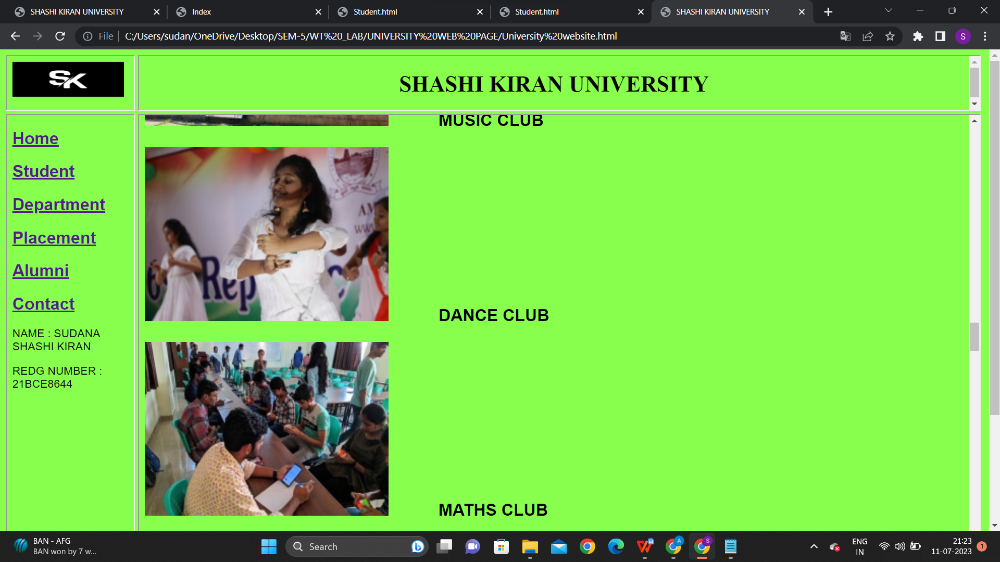 SHASHI KIRAN UNIVERSITY
Index
Student.html
Student.html
SHASHI KIRAN UNIVERSITY
File
C:/Users/sudan/OneDrive/Desktop/SEM-5/WT%20_LAB/UNIVERSITY%20WEB%20PAGE/University%20website.html
S
SK
SHASHI KIRAN UNIVERSITY
Home
Student
Department
Placement
Alumni
Contact
NAME : SUDANA
SHASHI KIRAN
REDG NUMBER :
21BCE8644
MUSIC CLUB
AM
WWW
Rep
DANCE CLUB
MATHS CLUB
BAN - AFG
BAN won by 7 w...
Search
A
S
ENG
IN
21:23
11-07-2023
1